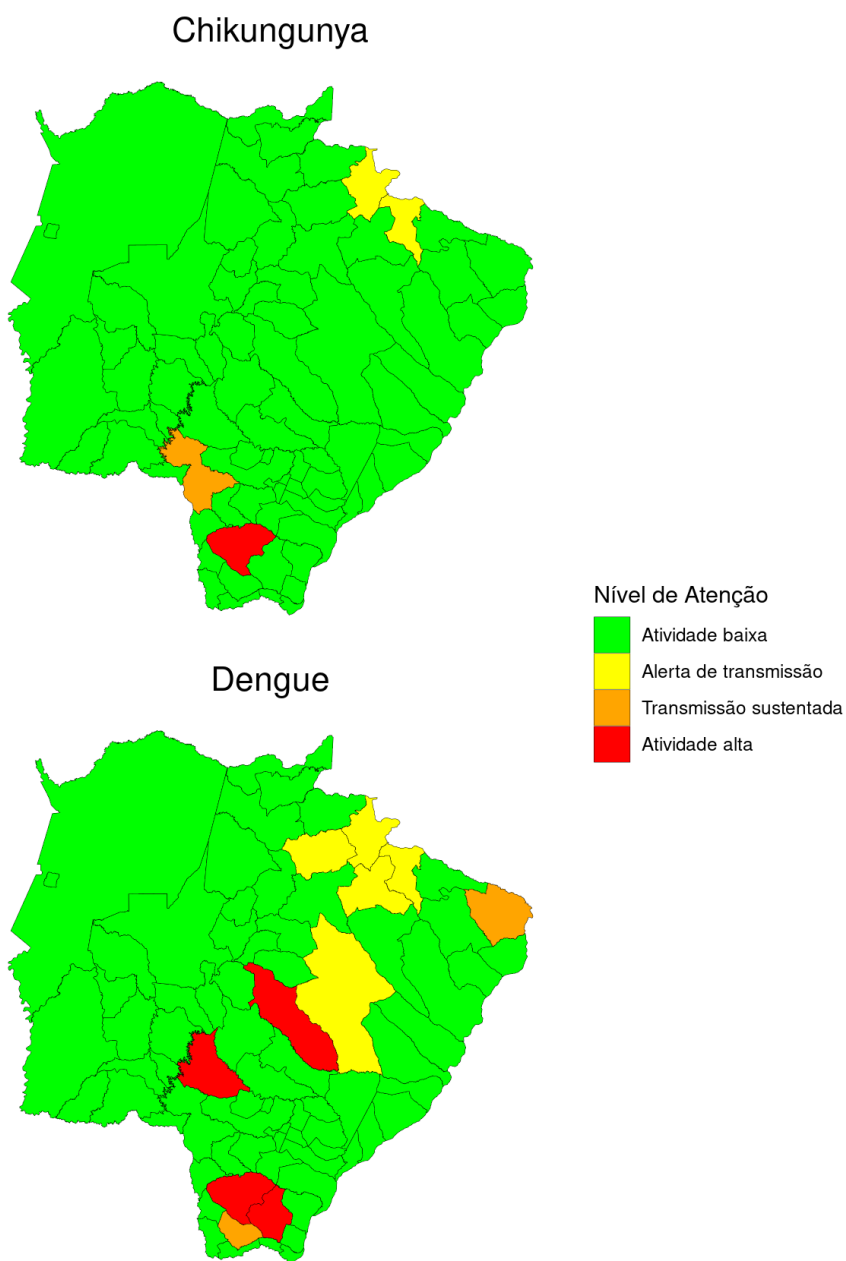 Chikungunya
Nível de Atenção
Atividade baixa
Alerta de transmissão
Transmissão sustentada
Atividade alta
Dengue